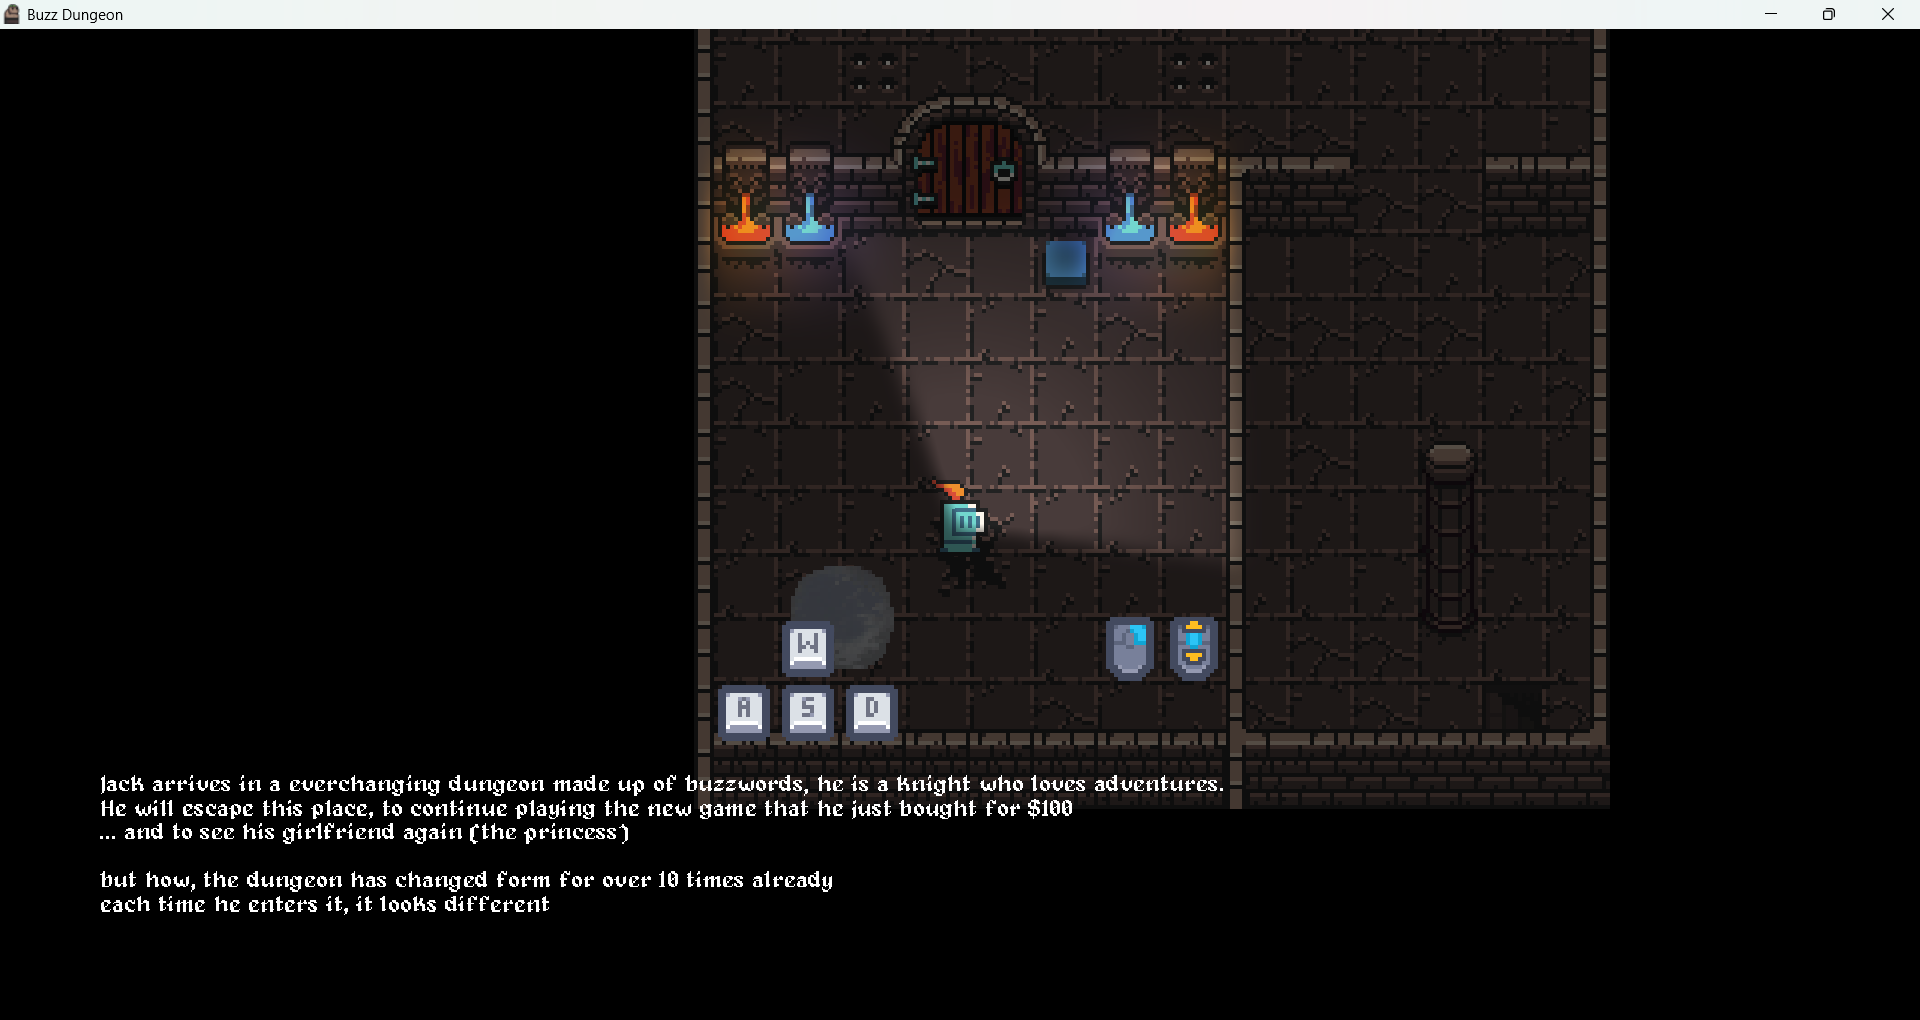 Buzz Dungeon
W
A S D
Jack arrives in a everchanging dungeon made up of buzzwords, he is a knight who loves adventures.
He will escape this place, to continue playing the new game that he just bought for $100
... and to see his girlfriend again (the princess)
but how, the dungeon has changed form for over 10 times already
each time he enters it, it looks different